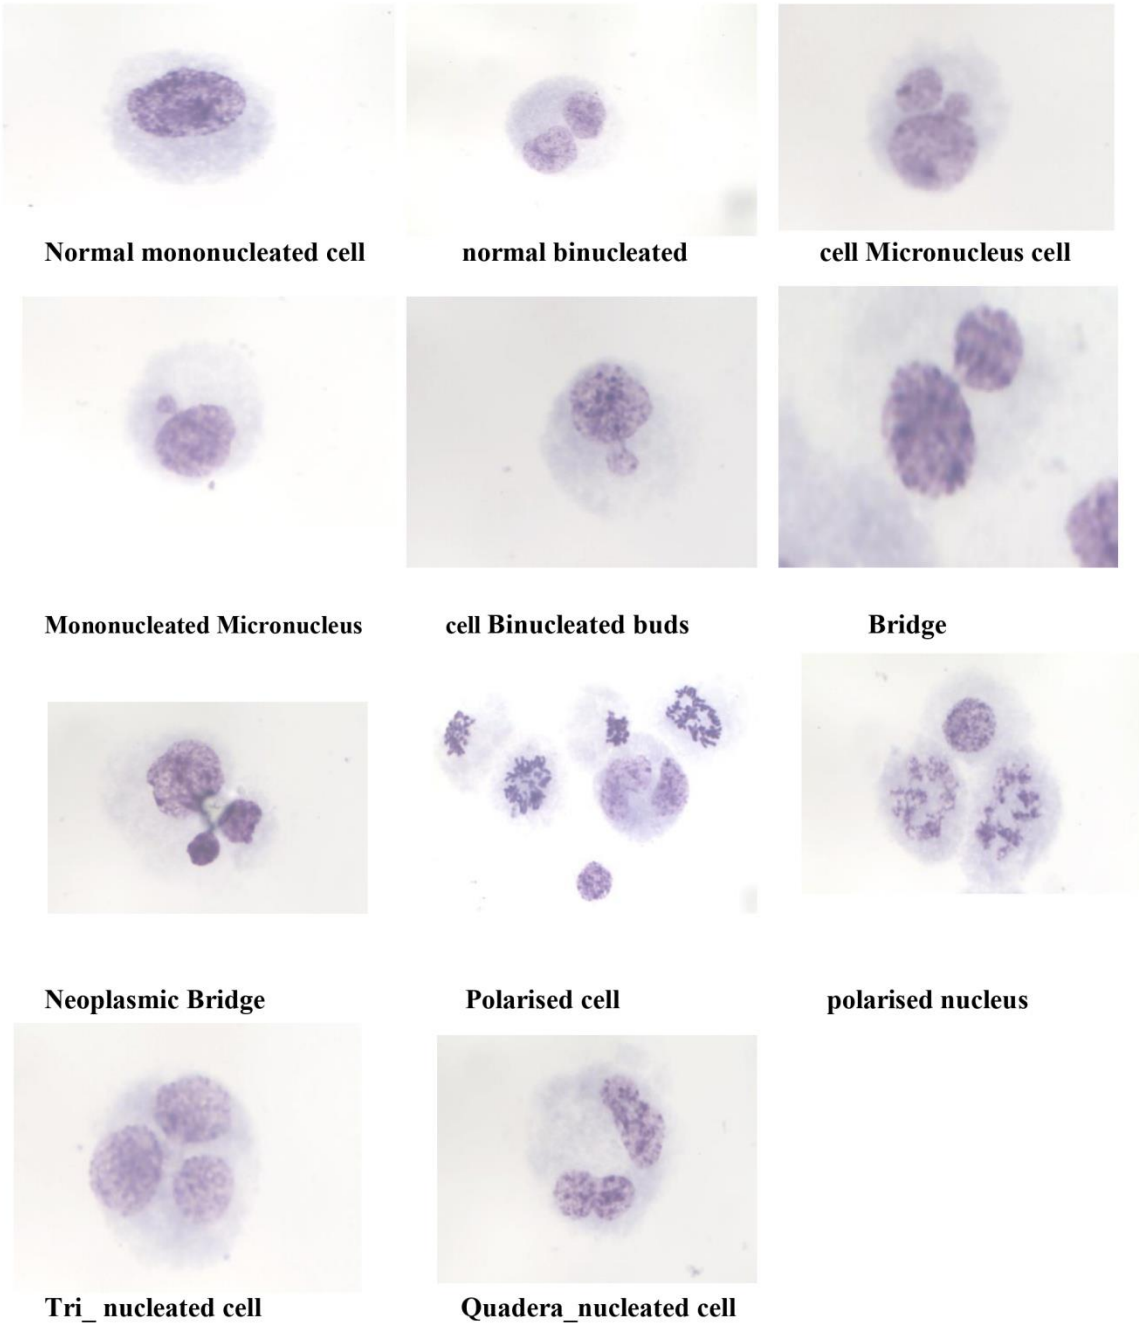 Normal mononucleated cell
normal binucleated
cell Micronucleus cell
Mononucleated Micronucleus
cell Binucleated buds
Bridge
Neoplasmic Bridge
Polarised cell
polarised nucleus
Tri_ nucleated cell
Quadera_nucleated cell